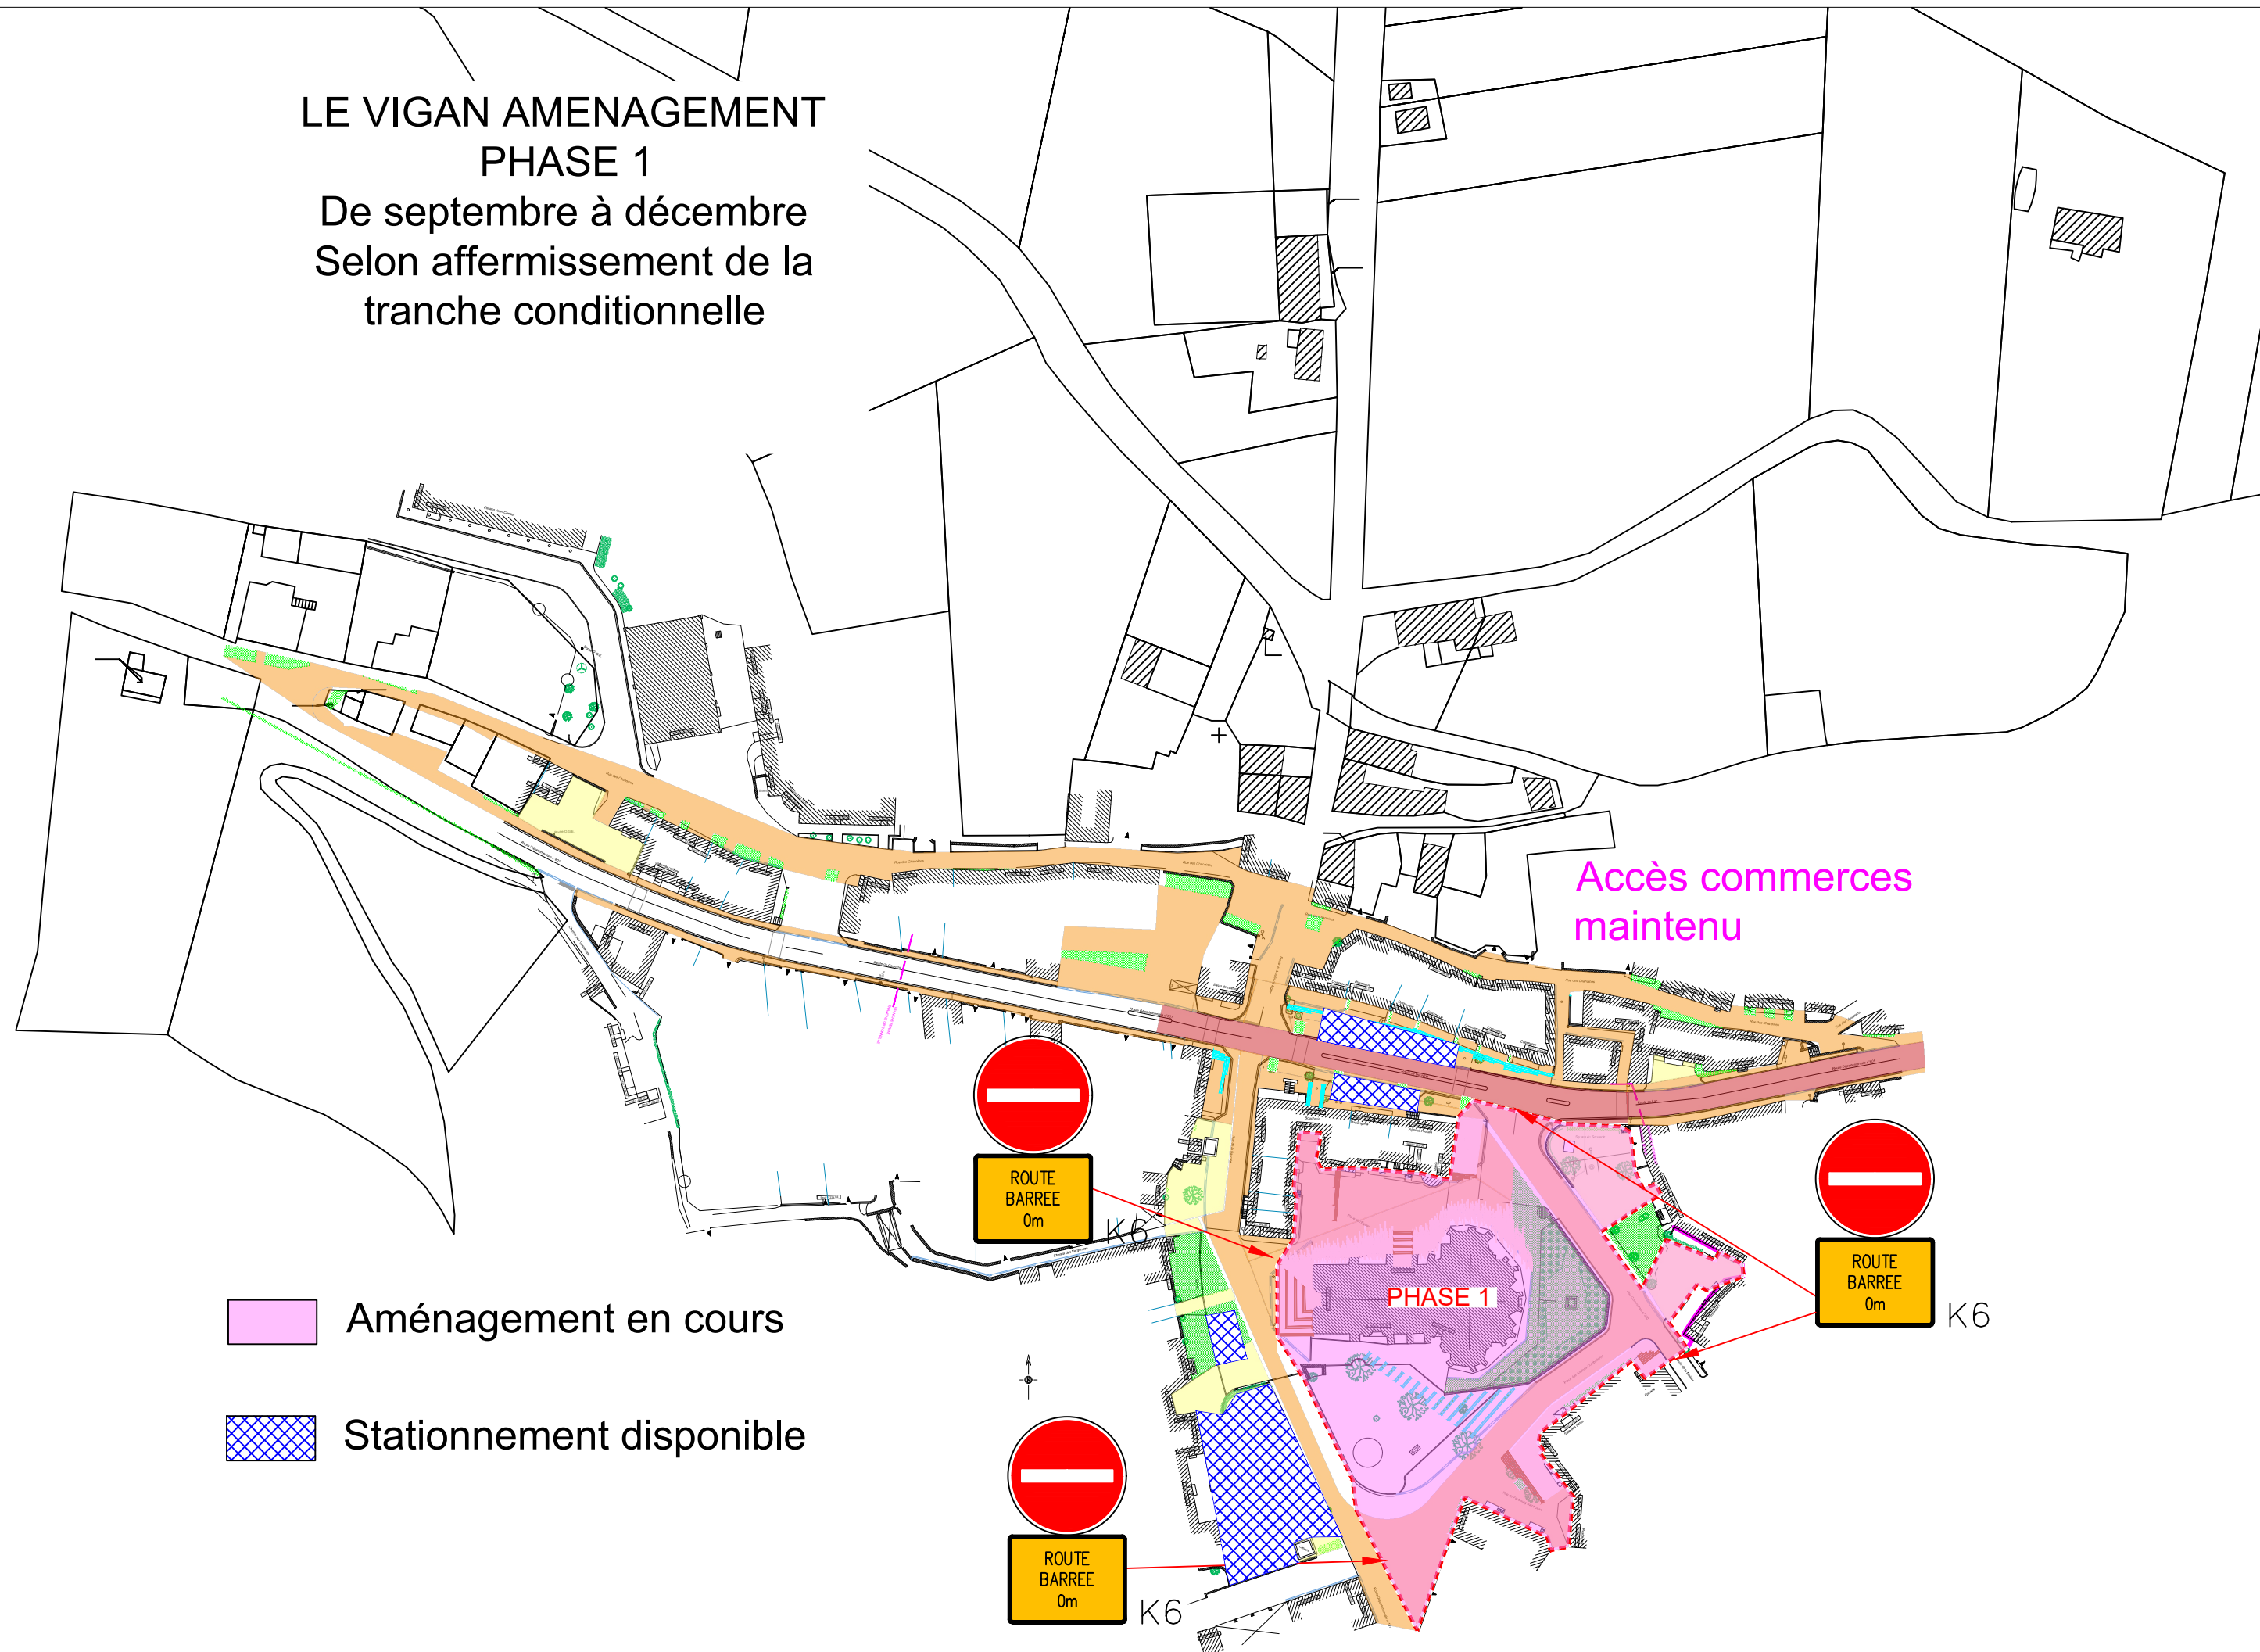 LE VIGAN AMENAGEMENT
PHASE 1
De septembre à décembre
Selon affermissement de la
tranche conditionnelle
Accès commerces
maintenu
ROUTE
BARREE
0m
K6
ROUTE
BARREE
0m
K6
PHASE 1
Aménagement en cours
Stationnement disponible
ROUTE
BARREE
0m
K6